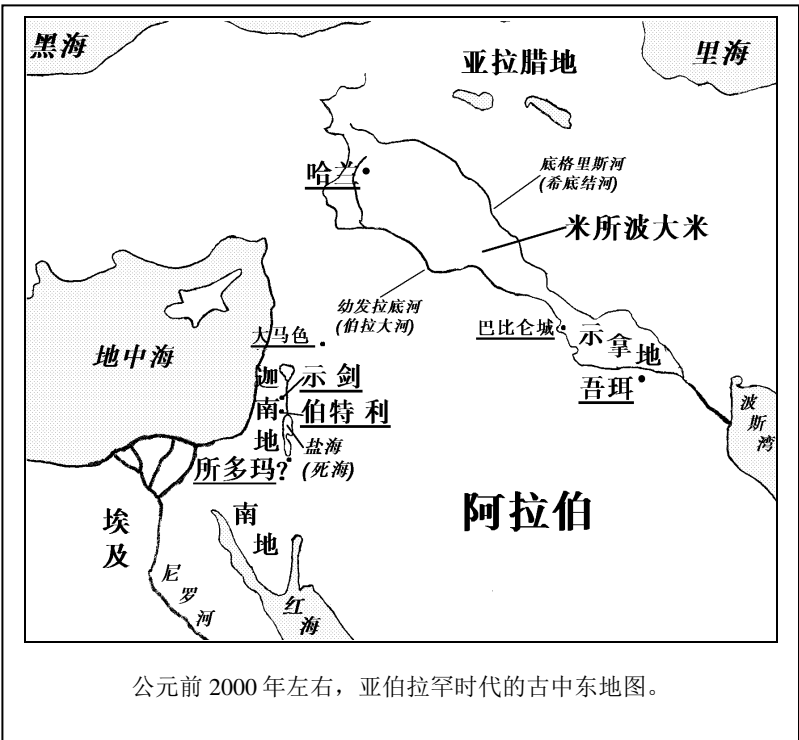 黑海
亚拉腊地
里海
哈兰
底格里斯河
(希底结河)
米所波大米
幼发拉底河
(伯拉大河)
巴比仑城
示拿地
吾珥
波斯湾
地中海
大马色
迦南地
示剑
伯特利
盐海
(死海)
所多玛?
阿拉伯
埃及
南地
尼罗河
红海
公元前 2000 年左右，亚伯拉罕时代的古中东地图。